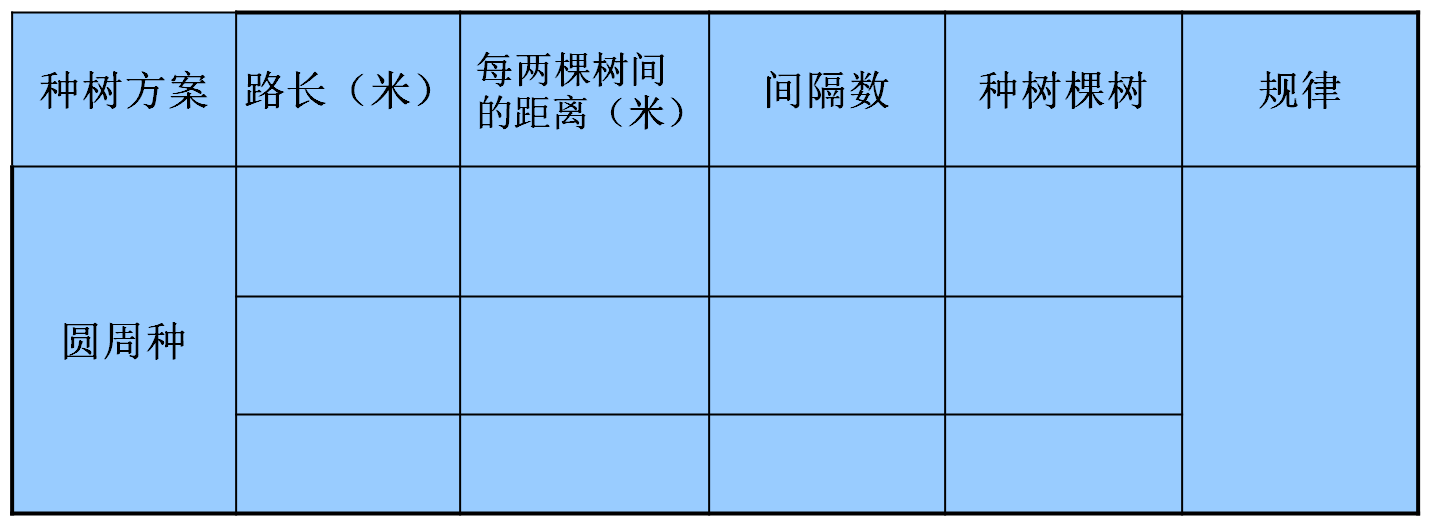 种树方案
路长（米）
每两棵树间
的距离（米）
间隔数
种树棵树
规律
圆周种